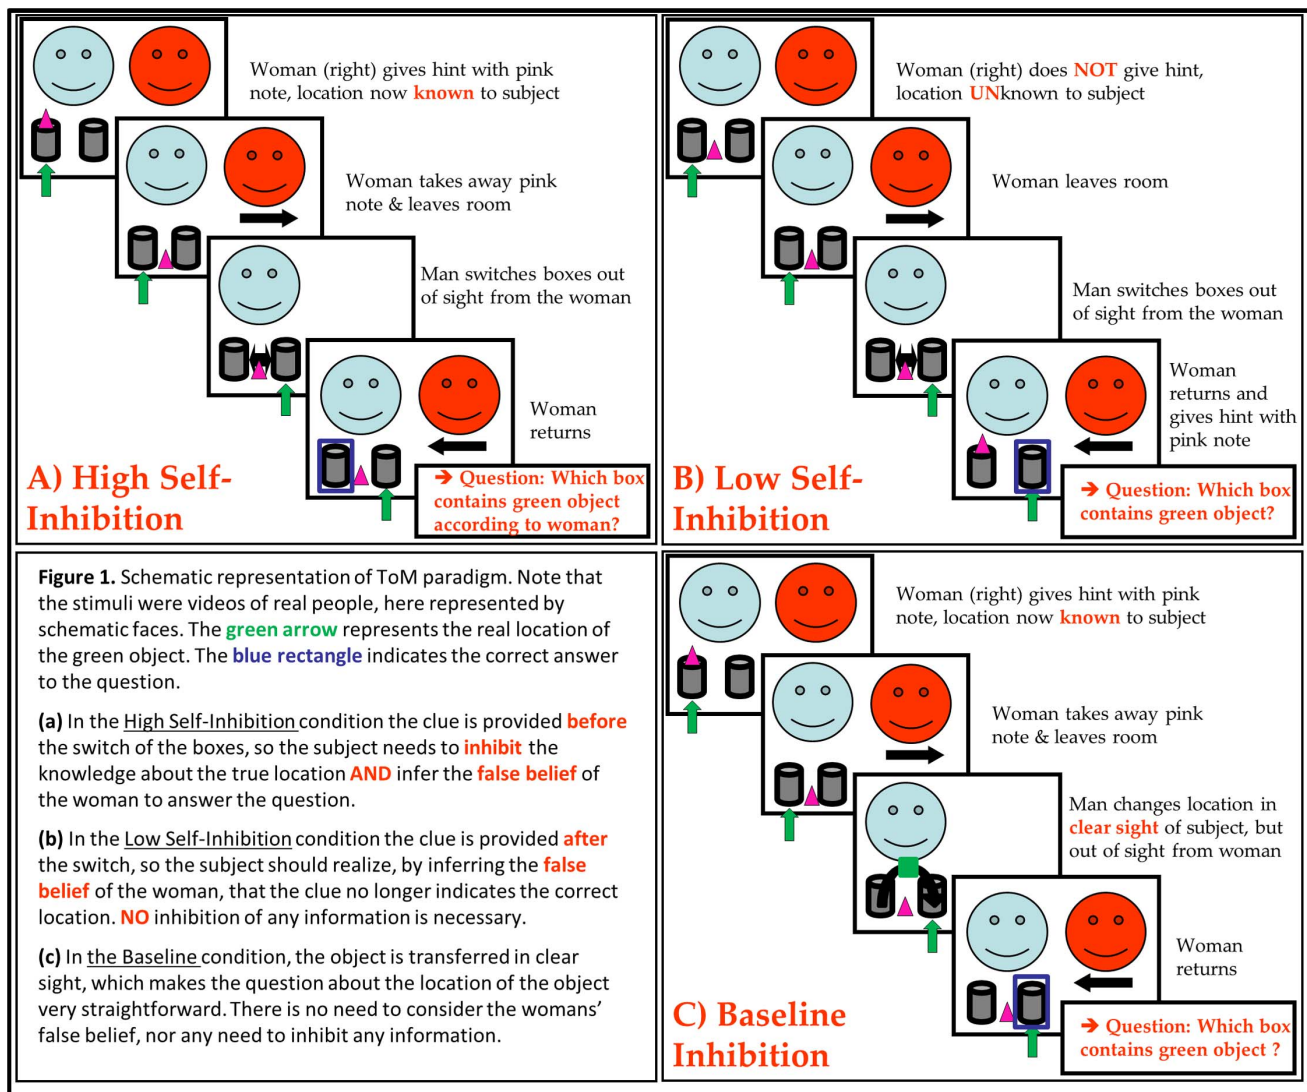 Woman (right) gives hint with pink
note, location now known to subject
Woman takes away pink
note & leaves room
Man switches boxes out
of sight from the woman
Woman
returns
A) High Self-
Inhibition
➔ Question: Which box
contains green object
according to woman?
Woman (right) does NOT give hint,
location UNknown to subject
Woman leaves room
Man switches boxes out
of sight from the woman
Woman
returns and
gives hint with
pink note
B) Low Self-
Inhibition
➔ Question: Which box
contains green object?
Figure 1. Schematic representation of ToM paradigm. Note that
the stimuli were videos of real people, here represented by
schematic faces. The green arrow represents the real location of
the green object. The blue rectangle indicates the correct answer
to the question.
(a) In the High Self-Inhibition condition the clue is provided before
the switch of the boxes, so the subject needs to inhibit the
knowledge about the true location AND infer the false belief of
the woman to answer the question.
(b) In the Low Self-Inhibition condition the clue is provided after
the switch, so the subject should realize, by inferring the false
belief of the woman, that the clue no longer indicates the correct
location. NO inhibition of any information is necessary.
(c) In the Baseline condition, the object is transferred in clear
sight, which makes the question about the location of the object
very straightforward. There is no need to consider the womans’
false belief, nor any need to inhibit any information.
Woman (right) gives hint with pink
note, location now known to subject
Woman takes away pink
note & leaves room
Man changes location in
clear sight of subject, but
out of sight from woman
Woman
returns
C) Baseline
Inhibition
➔ Question: Which box
contains green object ?